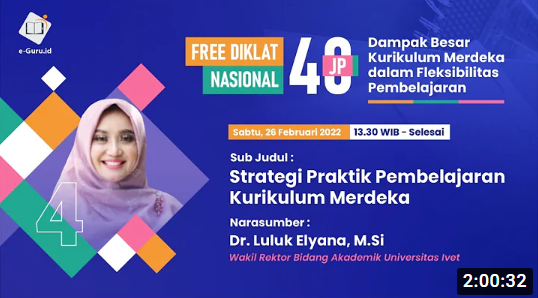 e-Guru.id
FREE DIKLAT
NASIONAL
40
JP
Dampak Besar
Kurikulum Merdeka
dalam Fleksibilitas
Pembelajaran
Sabtu, 26 Februari 2022
13.30 WIB - Selesai
Sub Judul :
Strategi Praktik Pembelajaran
Kurikulum Merdeka
Narasumber :
Dr. Luluk Elyana, M.Si
Wakil Rektor Bidang Akademik Universitas Ivet
4
2:00:32